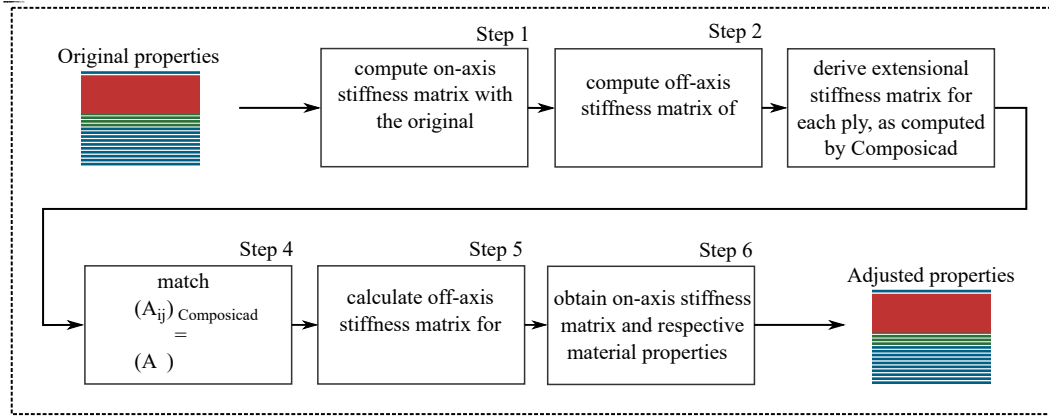 Original properties
Step 1
compute on-axis
stiffness matrix with
the original
Step 2
compute off-axis
stiffness matrix of
derive extensional
stiffness matrix for
each ply, as computed
by Composicad
Step 4
match
(Aij) Composicad
=
(A )
Step 5
calculate off-axis
stiffness matrix for
Step 6
obtain on-axis stiffness
matrix and respective
material properties
Adjusted properties